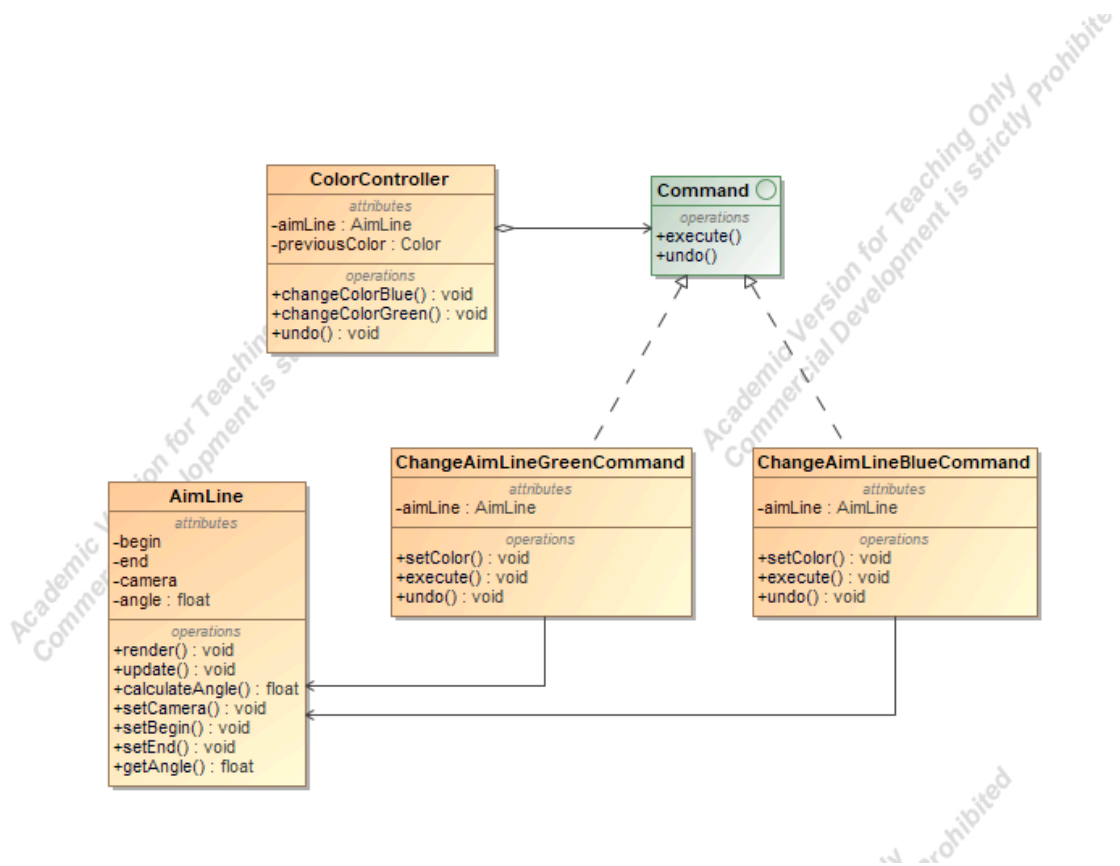 Academic Version for Teaching Only
Commercial Development is strictly Prohibited
ColorController
attributes
-aimLine : AimLine
-previousColor : Color
operations
+changeColorBlue() : void
+changeColorGreen() : void
+undo() : void
Command
operations
+execute()
+undo()
ChangeAimLineGreenCommand
attributes
-aimLine : AimLine
operations
+setColor() : void
+execute() : void
+undo() : void
ChangeAimLineBlueCommand
attributes
-aimLine : AimLine
operations
+setColor() : void
+execute() : void
+undo() : void
AimLine
attributes
-begin
-end
-camera
-angle : float
operations
+render() : void
+update() : void
+calculateAngle() : float
+setCamera() : void
+setBegin() : void
+setEnd() : void
+getAngle() : float
Prohibited